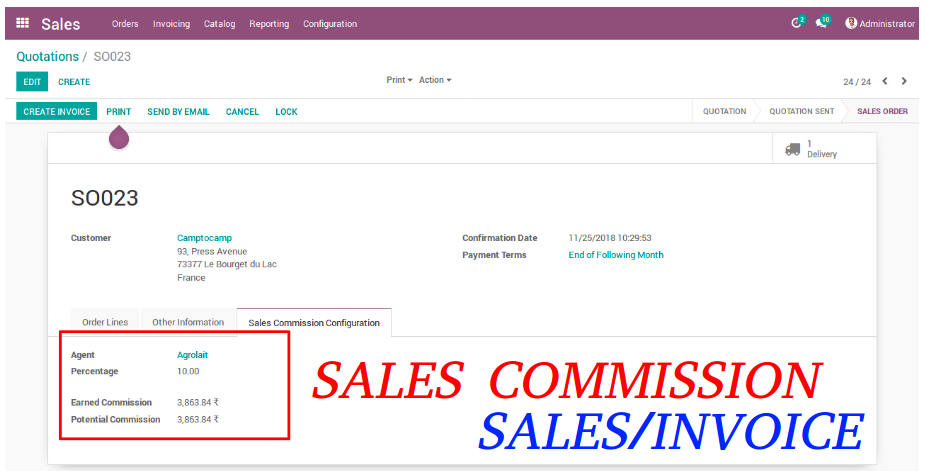 Sales Orders Invoicing Catalog Reporting Configuration 2 10 Administrator
Quotations / SO023
EDIT CREATE Print Action 24 / 24
CREATE INVOICE PRINT SEND BY EMAIL CANCEL LOCK QUOTATION QUOTATION SENT SALES ORDER
1
Delivery
SO023
Customer Camptocamp Confirmation Date 11/25/2018 10:29:53
93, Press Avenue Payment Terms End of Following Month
73377 Le Bourget du Lac
France
Order Lines Other Information Sales Commission Configuration
Agent Agrolait
Percentage 10.00
Earned Commission 3,863.84 ₹
Potential Commission 3,863.84 ₹
SALES COMMISSION
SALES/INVOICE